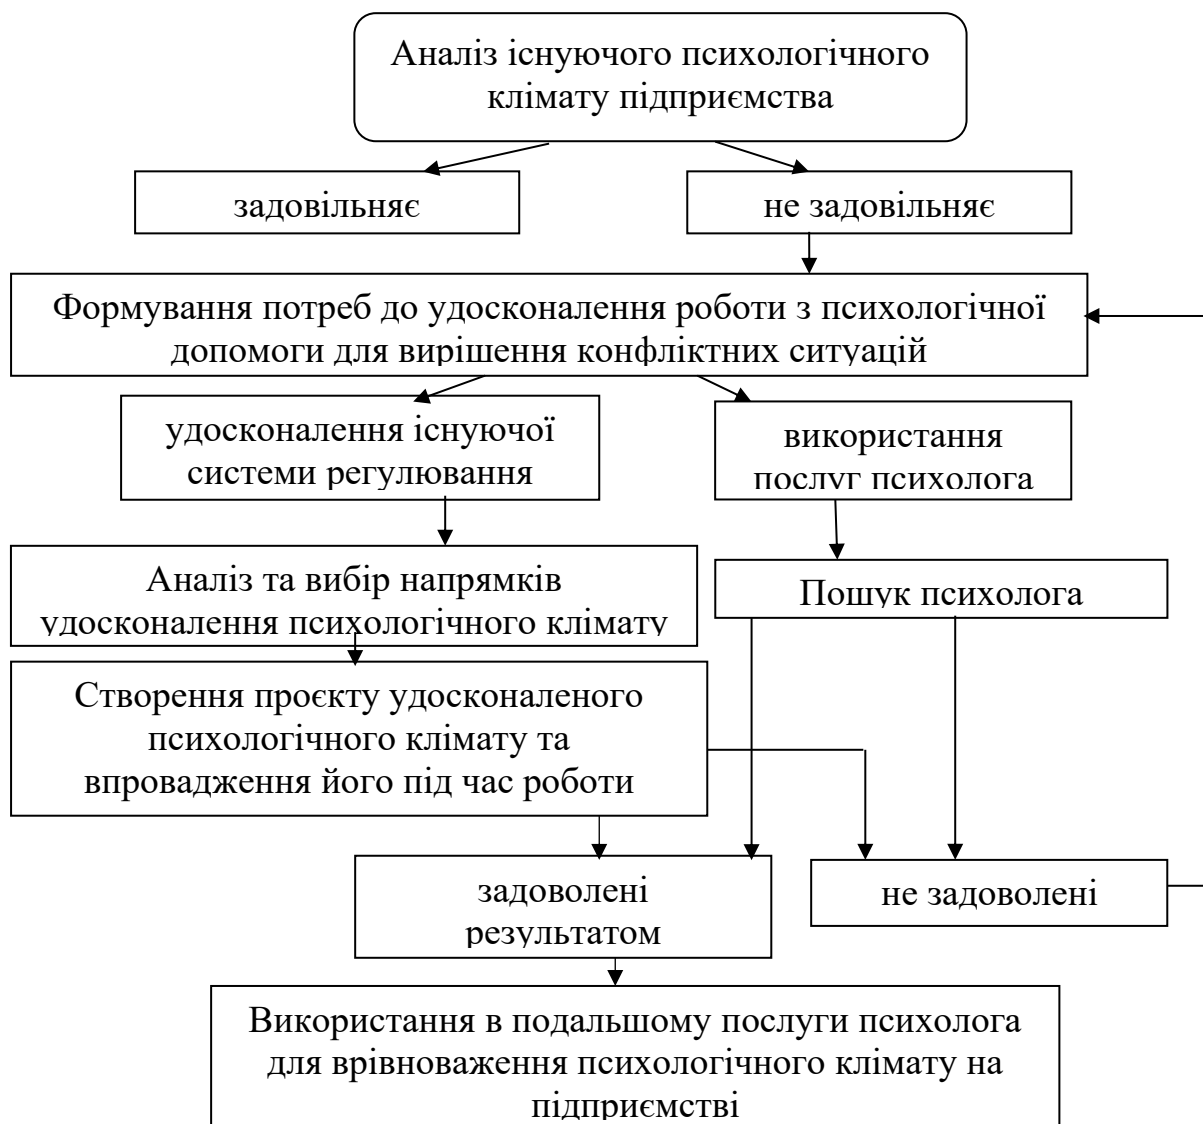 Аналіз існуючого психологічного
клімату підприємства
задовільняє
не задовільняє
Формування потреб до удосконалення роботи з психологічної
допомоги для вирішення конфліктних ситуацій
удосконалення існуючої
системи регулювання
використання
послуг психолога
Аналіз та вибір напрямків
удосконалення психологічного клімату
Пошук психолога
Створення проєкту удосконаленого
психологічного клімату та
впровадження його під час роботи
задоволені
результатом
не задоволені
Використання в подальшому послуги психолога
для врівноваження психологічного клімату на
підприємстві